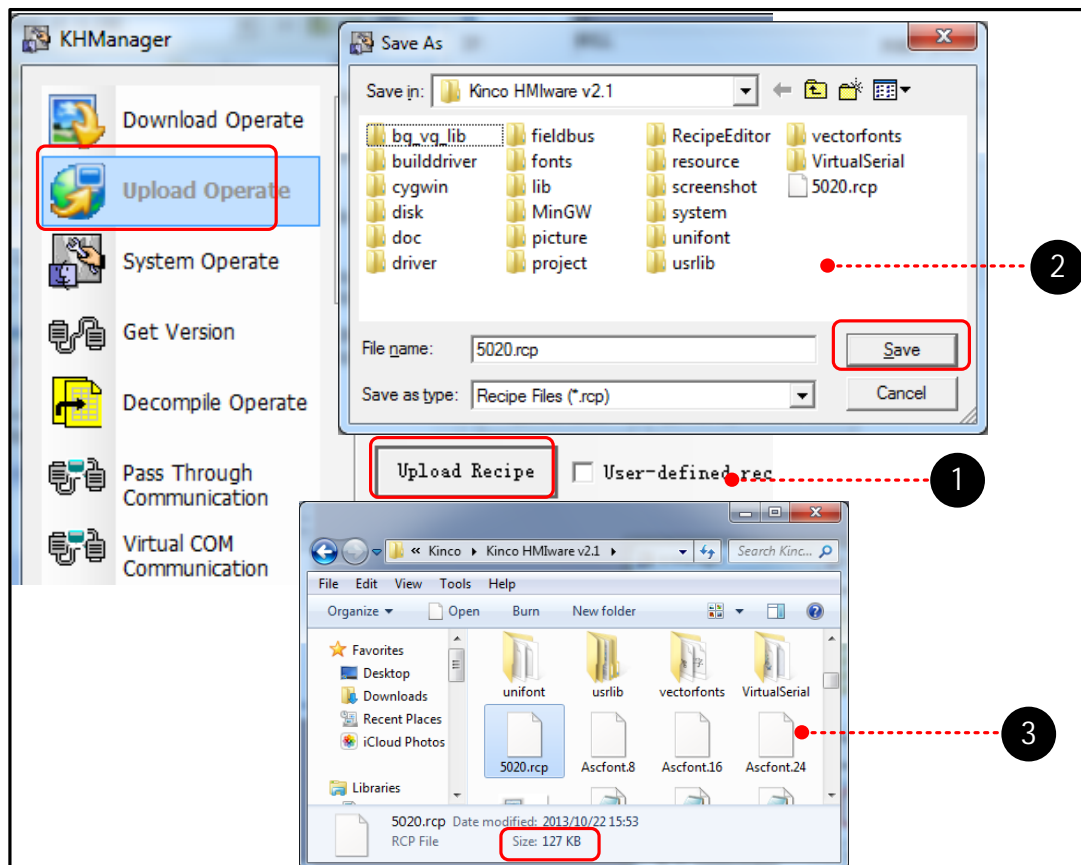 KHManager
Download Operate
Upload Operate
System Operate
Get Version
Decompile Operate
Pass Through
Communication
Virtual COM
Communication
Save As
Save in: Kinco HMIware v2.1
bg_vg_lib fieldbus RecipeEditor vectorfonts
builddriver fonts resource VirtualSerial
cygwin lib screenshot 5020.rcp
disk MinGW system
doc picture unifont
driver project usrlib
2
File name: 5020.rcp Save
Save as type: Recipe Files (*.rcp) Cancel
Upload Recipe User-defined rec
1
« Kinco Kinco HMIware v2.1 Search Kinc...
File Edit View Tools Help
Organize Open Burn New folder
Favorites
Desktop
Downloads
Recent Places
iCloud Photos
Libraries
unifont usrlib vectorfonts VirtualSerial
5020.rcp Ascfont.8 Ascfont.16 Ascfont.24
3
5020.rcp Date modified: 2013/10/22 15:53
RCP File Size: 127 KB